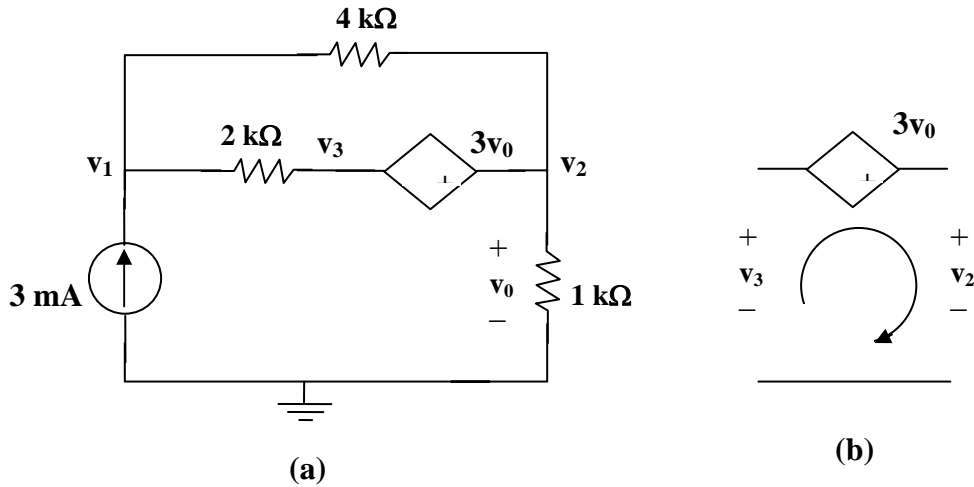 4 kΩ
3v₀
2 kΩ
v₃
3v₀
v₁
v₂
+
+
+
+
+
v₀
v₃
v₂
3 mA
1 kΩ
–
–
–
(b)
(a)